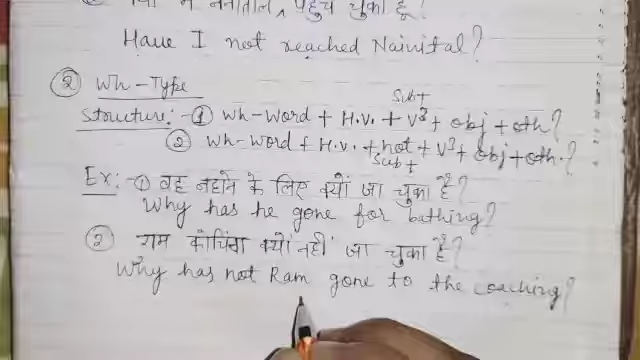 क्या मैं नैनीताल पहुँच चुका हूँ?
Have I not reached Nainital?
② Wh-Type
Sub+
Structure:- ① Wh-Word + H.V. + V³ + obj + oth?
② Wh-word + H.V. + not + V³ + obj + oth.?
Sub+
Ex:- ① वह नहाने के लिए क्यों जा चुका है?
Why has he gone for bathing?
② राम कोचिंग क्यों नहीं जा चुका है?
Why has not Ram gone to the coaching?